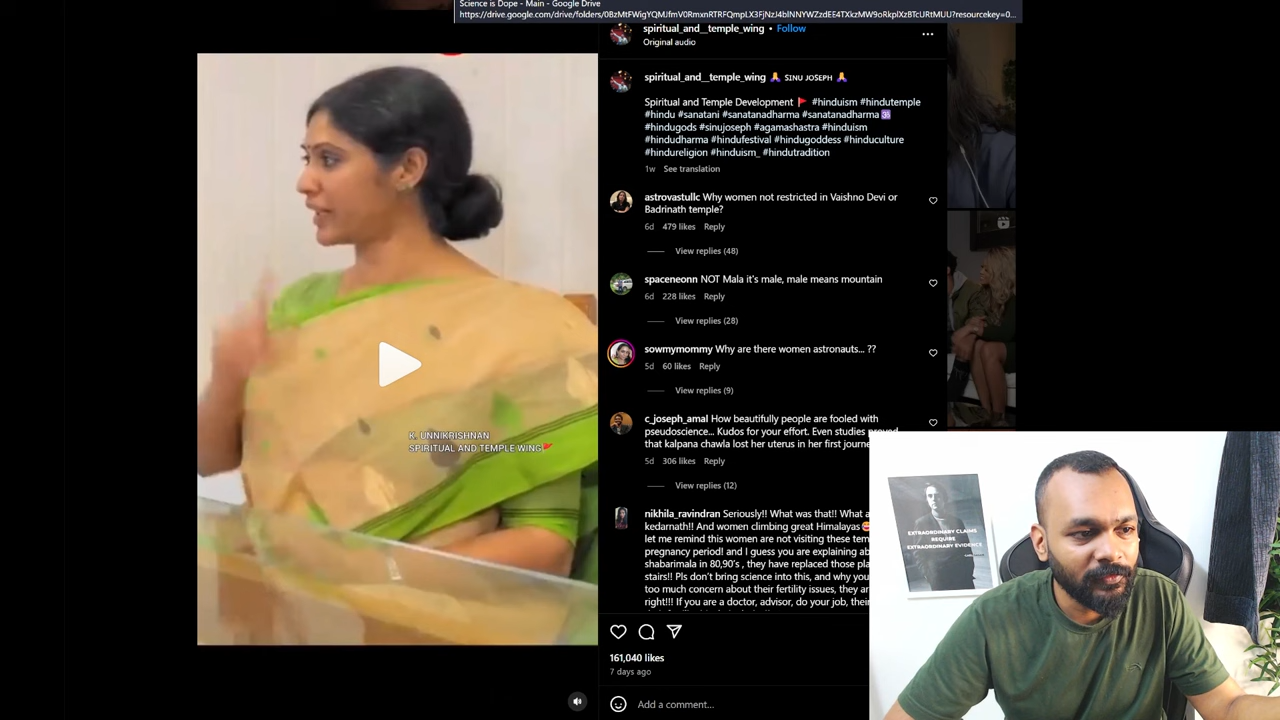 Science is Dope - Main - Google Drive
spiritual_and__temple_wing • Follow
Original audio
spiritual_and__temple_wing 🙏 SINU JOSEPH 🙏
Spiritual and Temple Development 🚩 #hinduism #hindutemple
#hindu #sanatani #sanatanadharma #sanatanadharma🕉
#hindugods #sinujoseph #agamashastra #hinduism
#hindudharma #hindufestival #hindugoddess #hinduculture
#hindureligion #hinduism_ #hindutradition
1w See translation
astrovastullc Why women not restricted in Vaishno Devi or
Badrinath temple?
6d 479 likes Reply
View replies (48)
spaceneonn NOT Mala it's male, male means mountain
6d 228 likes Reply
View replies (28)
sowmymommy Why are there women astronauts... ??
5d 60 likes Reply
View replies (9)
c_joseph_amal How beautifully people are fooled with
pseudoscience... Kudos for your effort. Even studies proved
that kalpana chawla lost her uterus in her first journe
5d 306 likes Reply
View replies (12)
nikhila_ravindran Seriously!! What was that!! What a
kedarnath!! And women climbing great Himalayas
let me remind this women are not visiting these tem
pregnancy period! and I guess you are explaining ab
shabarimala in 80,90's , they have replaced those pla
stairs!! Pls don't bring science into this, and why you
too much concern about their fertility issues, they ar
right!!! If you are a doctor, advisor, do your job, their
161,040 likes
7 days ago
Add a comment...
K. UNNIKRISHNAN
SPIRITUAL AND TEMPLE WING🚩
EXTRAORDINARY CLAIMS
REQUIRE
EXTRAORDINARY EVIDENCE